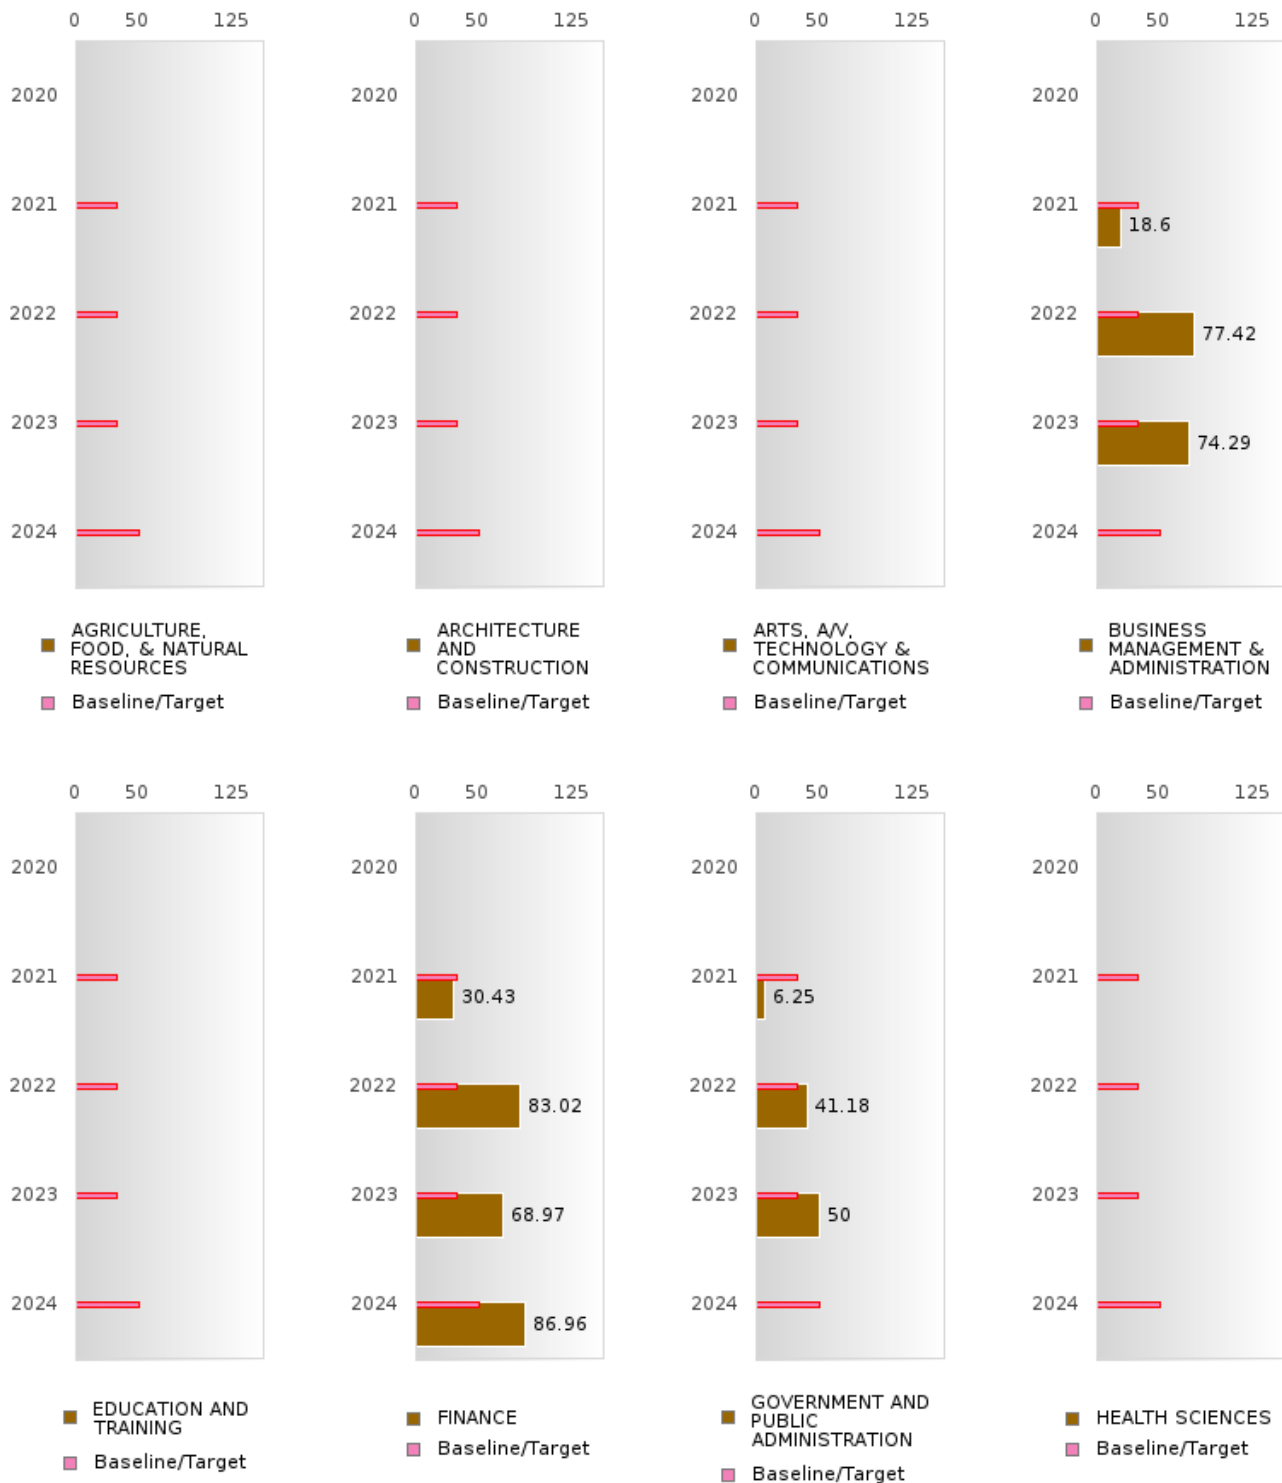 0 50 125 0 50 125 0 50 125 0 50 125
2020 2020 2020 2020
2021 2021 2021 2021
18.6
2022 2022 2022 2022
77.42
2023 2023 2023 2023
74.29
2024 2024 2024 2024
AGRICULTURE,
FOOD, & NATURAL
RESOURCES
Baseline/Target
ARCHITECTURE
AND
CONSTRUCTION
Baseline/Target
ARTS, A/V,
TECHNOLOGY &
COMMUNICATIONS
Baseline/Target
BUSINESS
MANAGEMENT &
ADMINISTRATION
Baseline/Target
0 50 125 0 50 125 0 50 125 0 50 125
2020 2020 2020 2020
2021 2021 2021 2021
30.43 6.25
2022 2022 2022 2022
83.02 41.18
2023 2023 2023 2023
68.97 50
2024 2024 2024 2024
86.96
EDUCATION AND
TRAINING
Baseline/Target
FINANCE
Baseline/Target
GOVERNMENT AND
PUBLIC
ADMINISTRATION
Baseline/Target
HEALTH SCIENCES
Baseline/Target